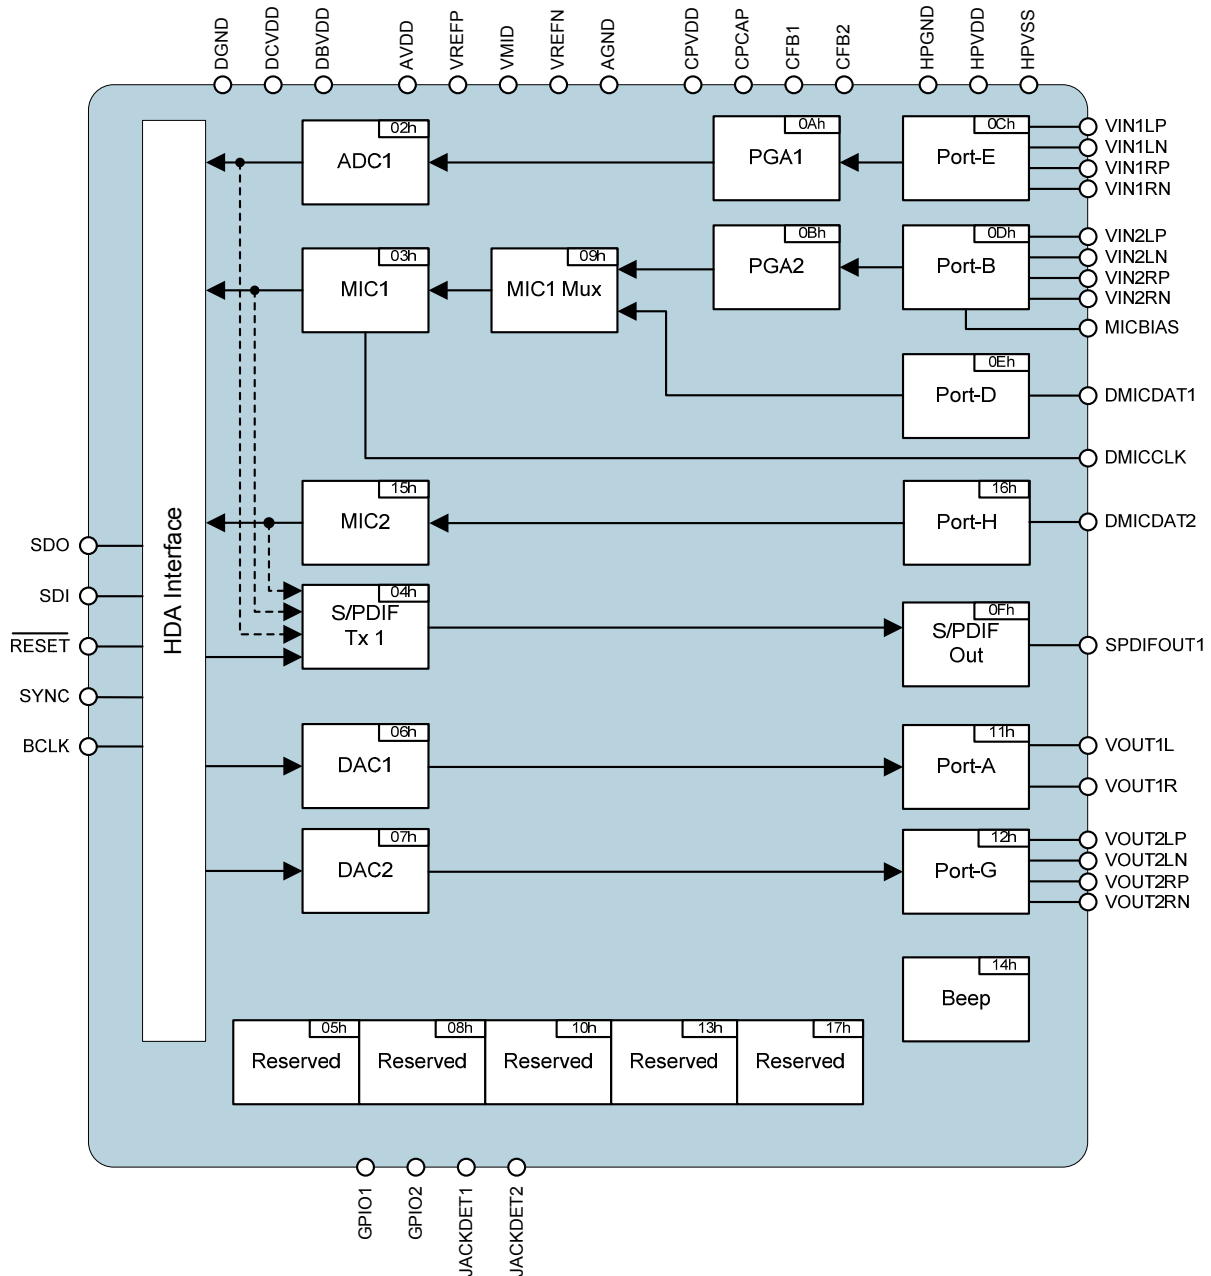 DGND
DCVDD
DBVDD
AVDD
VREFP
VMID
VREFN
AGND
CPVDD
CPCAP
CFB1
CFB2
HPGND
HPVDD
HPVSS
02h
ADC1
0Ah
PGA1
0Ch
Port-E
VIN1LP
VIN1LN
VIN1RP
VIN1RN
03h
MIC1
09h
MIC1 Mux
0Bh
PGA2
0Dh
Port-B
VIN2LP
VIN2LN
VIN2RP
VIN2RN
MICBIAS
0Eh
Port-D
DMICDAT1
DMICCLK
15h
MIC2
16h
Port-H
DMICDAT2
HDA Interface
SDO
SDI
RESET
SYNC
BCLK
04h
S/PDIF
Tx 1
0Fh
S/PDIF
Out
SPDIFOUT1
06h
DAC1
11h
Port-A
VOUT1L
VOUT1R
07h
DAC2
12h
Port-G
VOUT2LP
VOUT2LN
VOUT2RP
VOUT2RN
14h
Beep
05h
Reserved
08h
Reserved
10h
Reserved
13h
Reserved
17h
Reserved
GPIO1
GPIO2
JACKDET1
JACKDET2